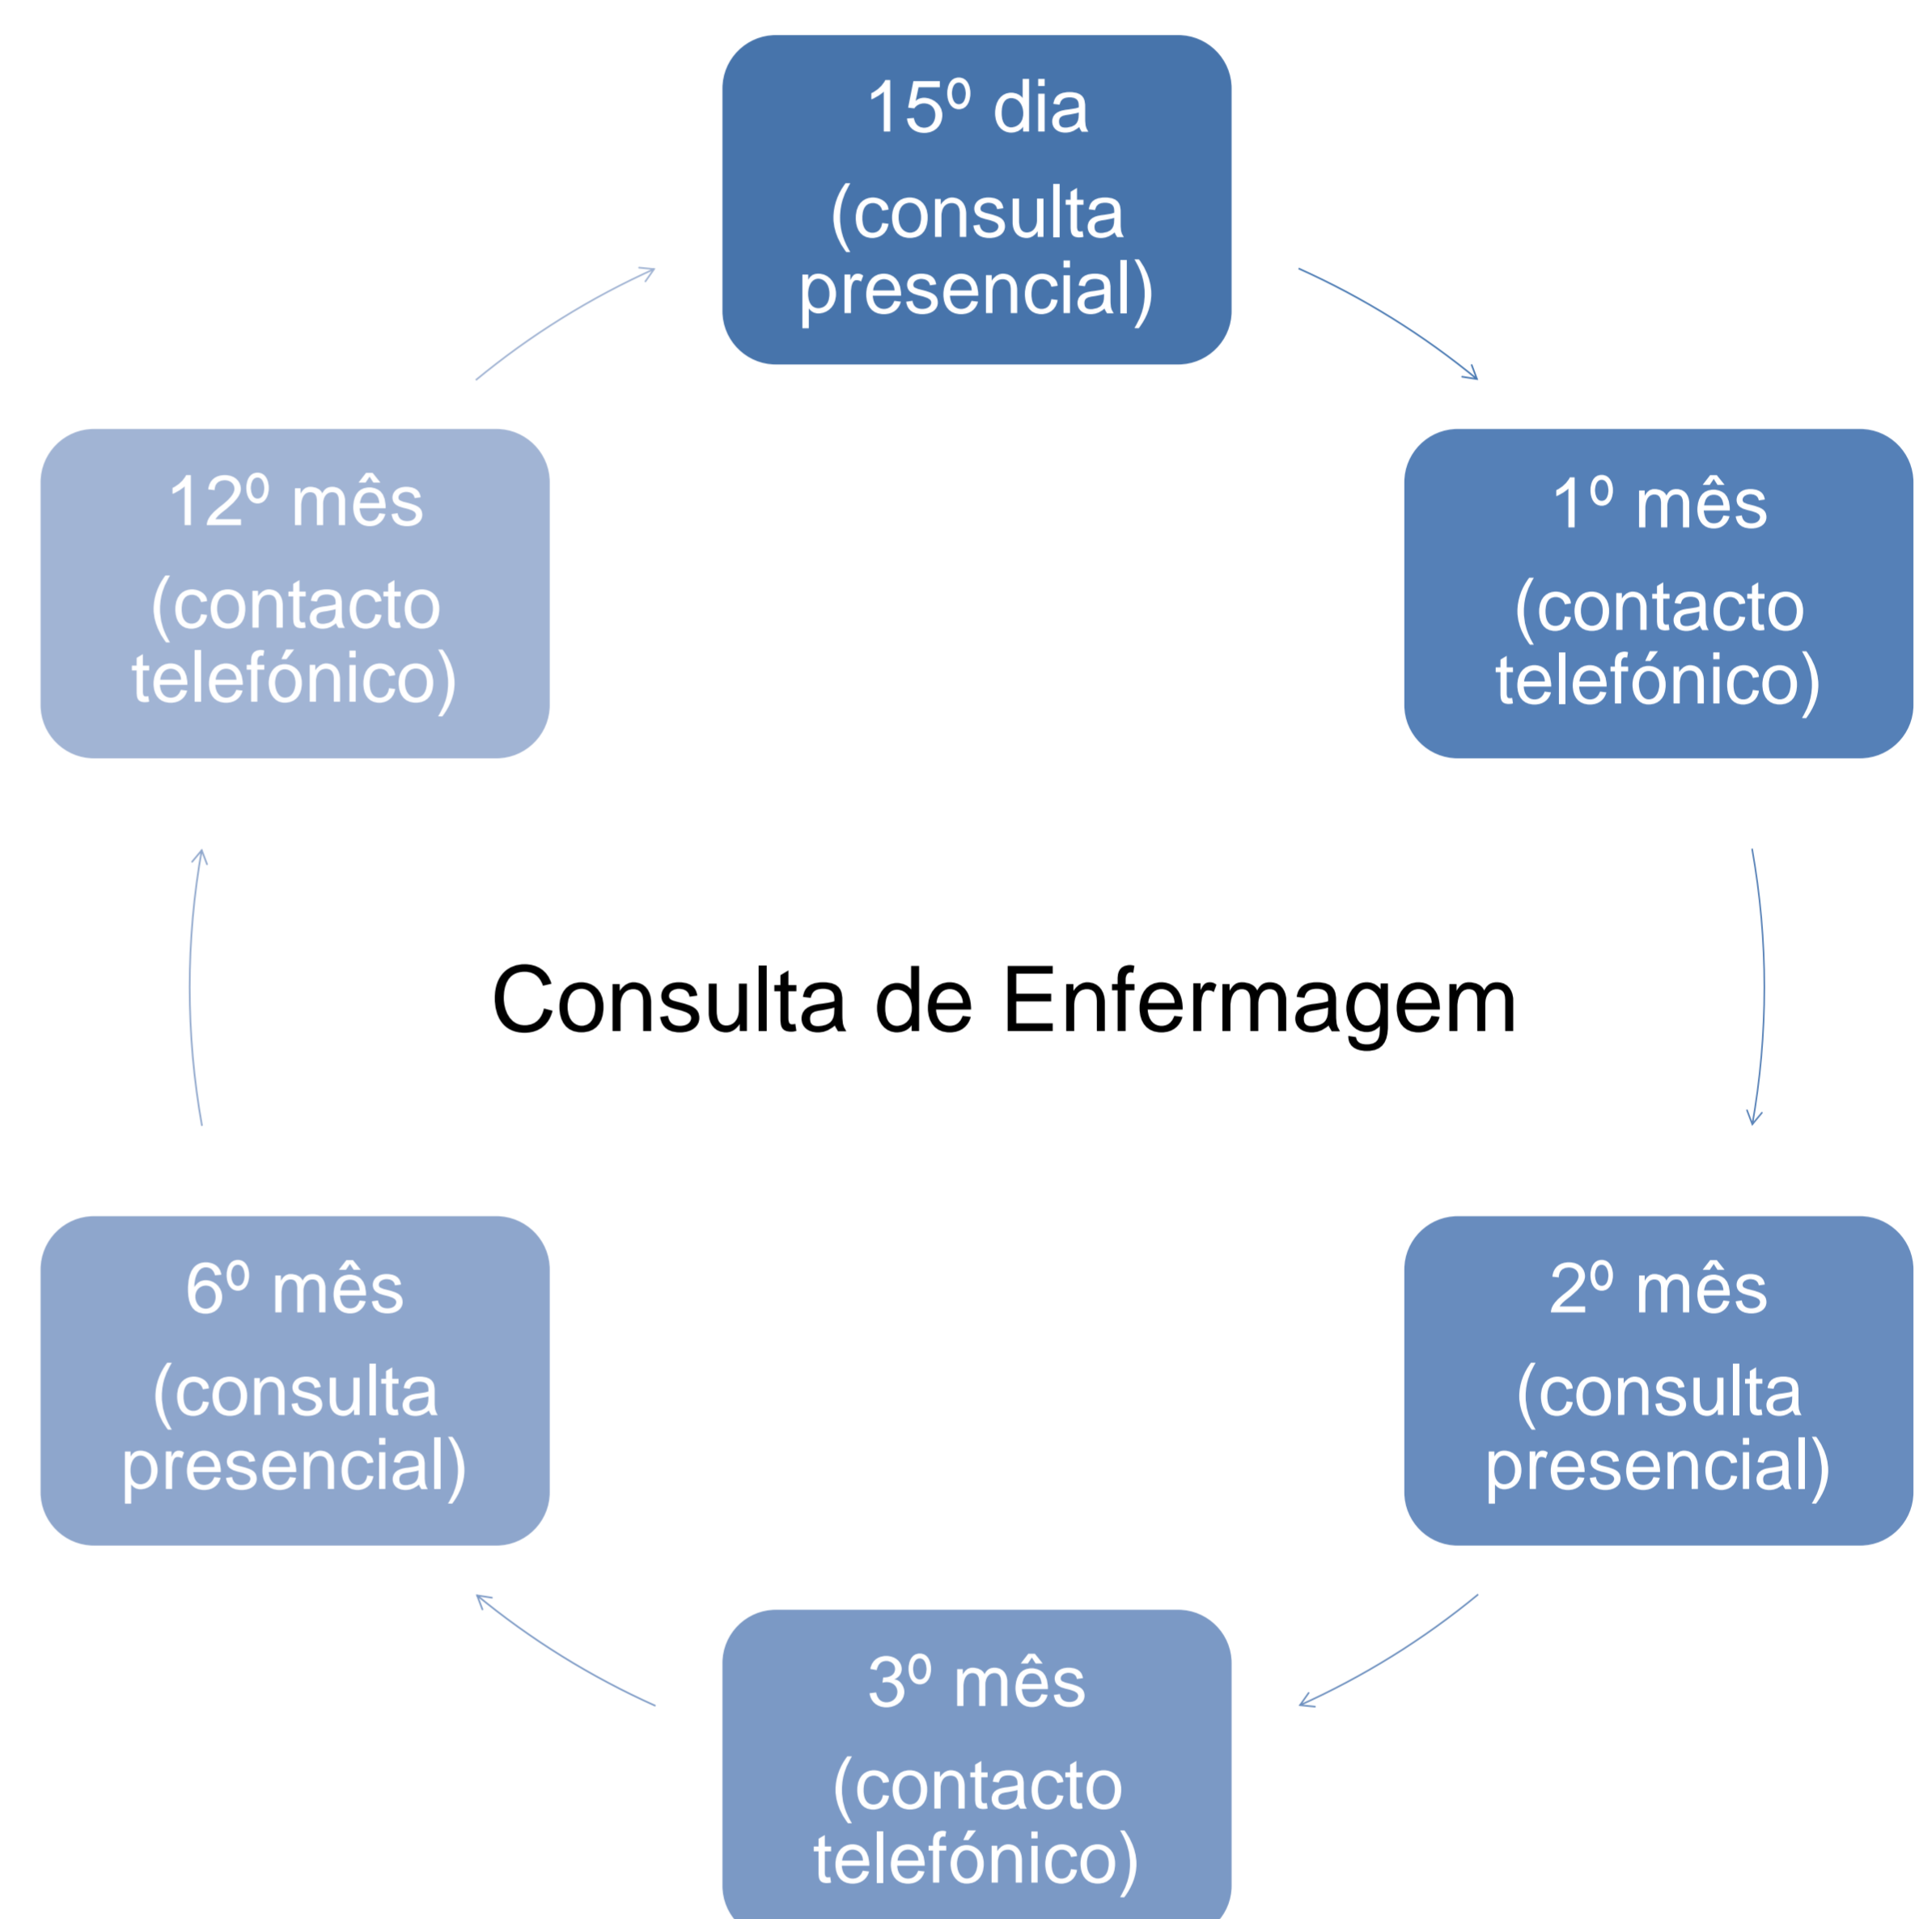 15º dia
(consulta
presencial)
1º mês
(contacto
telefónico)
2º mês
(consulta
presencial)
3º mês
(contacto
telefónico)
6º mês
(consulta
presencial)
12º mês
(contacto
telefónico)
Consulta de Enfermagem